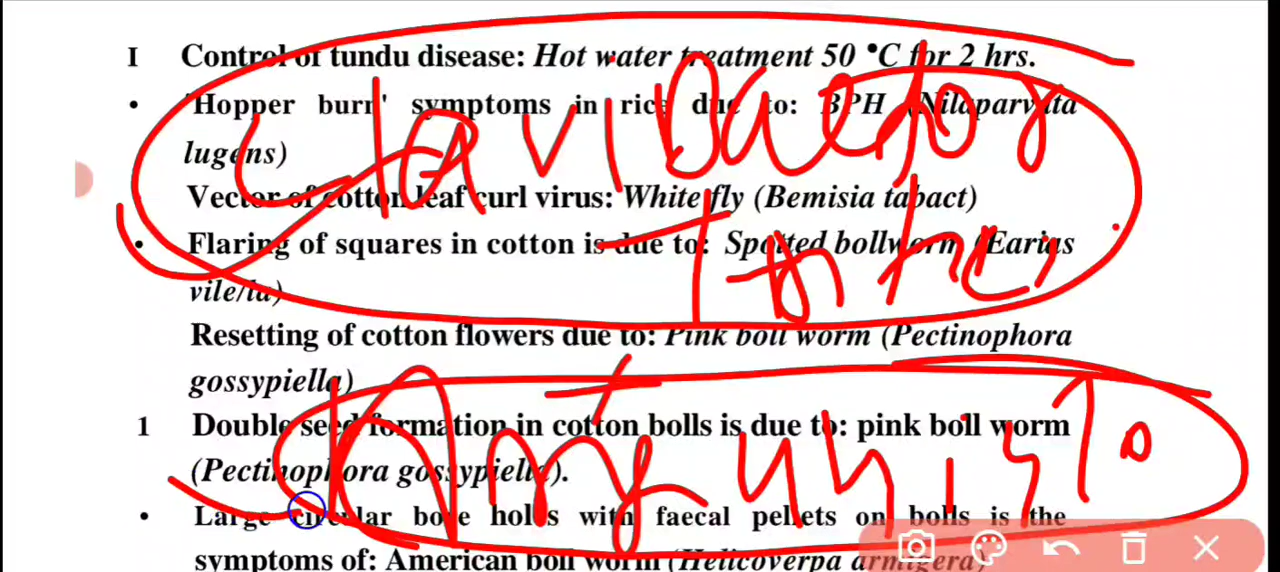 I Control of tundu disease: Hot water treatment 50 °C for 2 hrs.
• 'Hopper burn' symptoms in rice due to: BPH (Nilaparvata
lugens)
Vector of cotton leaf curl virus: White fly (Bemisia tabact)
• Flaring of squares in cotton is due to: Spotted bollworm (Earias
vile/la)
Resetting of cotton flowers due to: Pink boll worm (Pectinophora
gossypiella)
1 Double seed formation in cotton bolls is due to: pink boil worm
(Pectinophora gossypiella).
• Large circular bore holes with faecal pellets on bolls is the
symptoms of: American boll worm (Helicoverpa armigera)